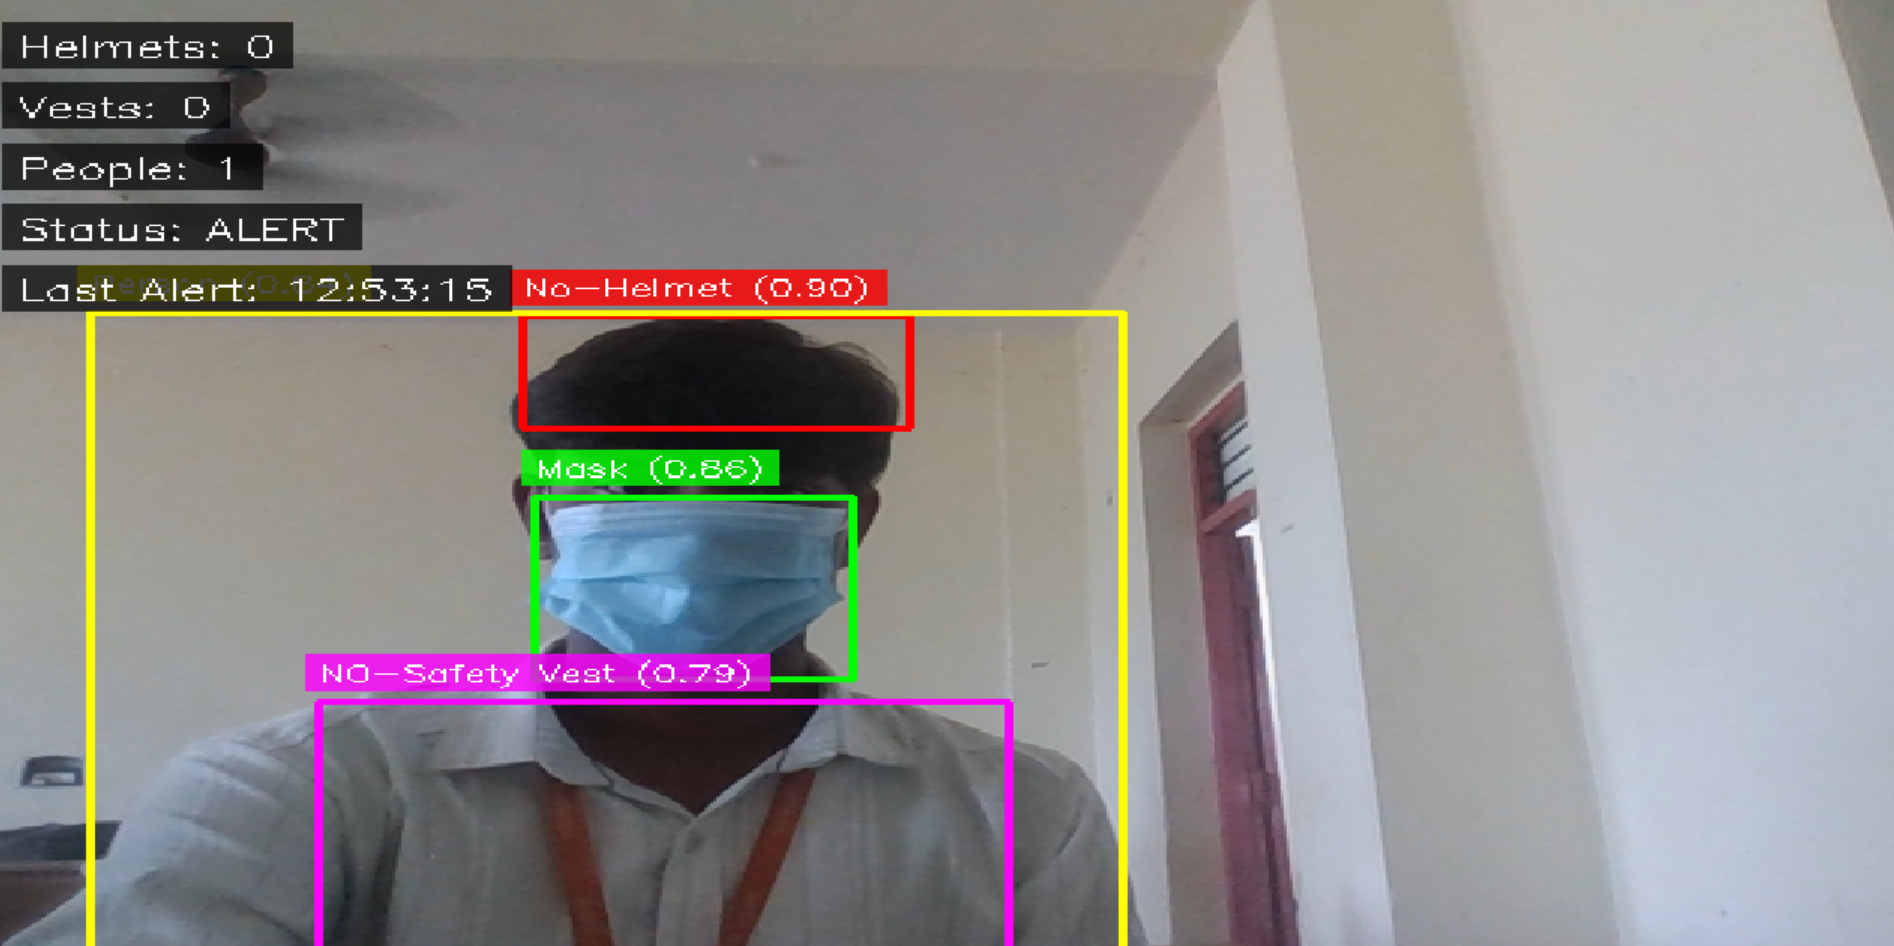 Helmets: 0
Vests: 0
People: 1
Status: ALERT
Last Alert: 12:53:15
No-Helmet (0.90)
Mask (0.86)
NO-Safety Vest (0.79)